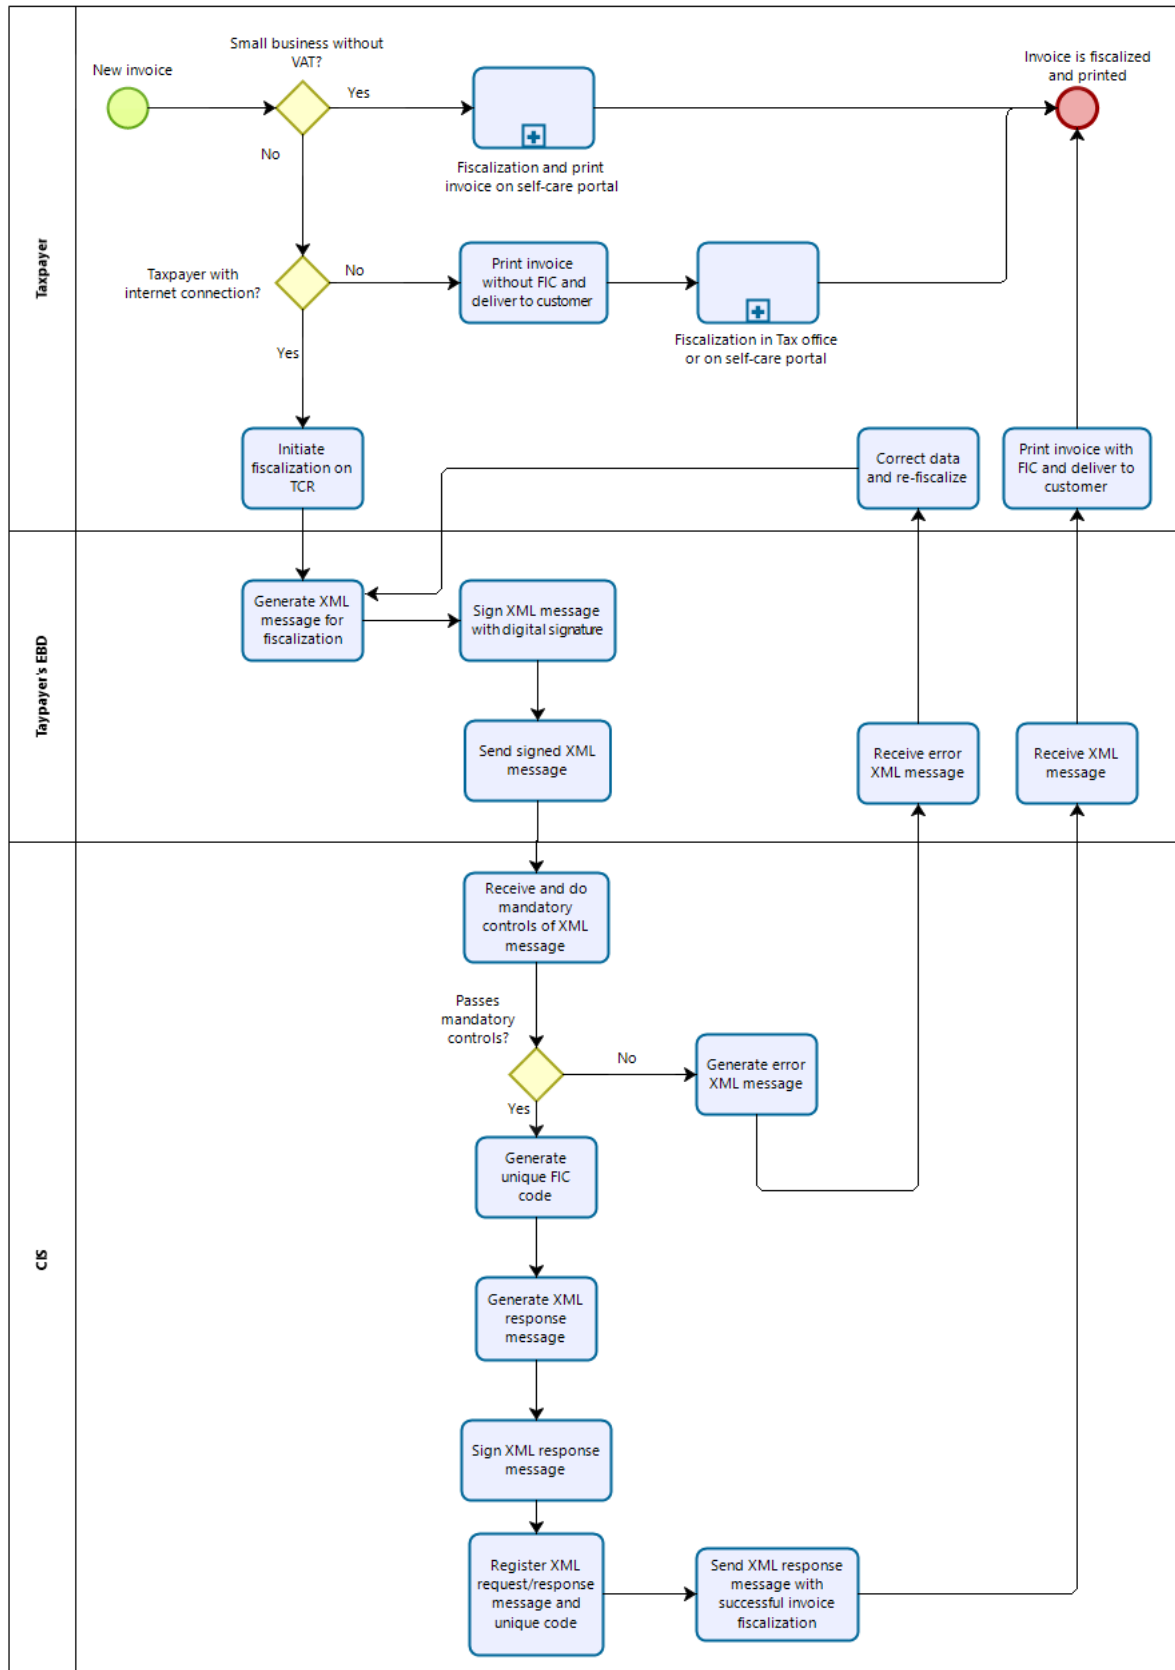 Small business without
VAT?
New invoice
Yes
Invoice is fiscalized
and printed
No
Fiscalization and print
invoice on self-care portal
Taxpayer
Taxpayer with
internet connection?
No
Print invoice
without FIC and
deliver to customer
Fiscalization in Tax office
or on self-care portal
Yes
Initiate
fiscalization on
TCR
Correct data
and re-fiscalize
Print invoice with
FIC and deliver to
customer
Taypayer's EBD
Generate XML
message for
fiscalization
Sign XML message
with digital signature
Send signed XML
message
Receive error
XML message
Receive XML
message
CIS
Receive and do
mandatory
controls of XML
message
Passes
mandatory
controls?
No
Generate error
XML message
Yes
Generate
unique FIC
code
Generate XML
response
message
Sign XML response
message
Register XML
request/response
message and
unique code
Send XML response
message with
successful invoice
fiscalization